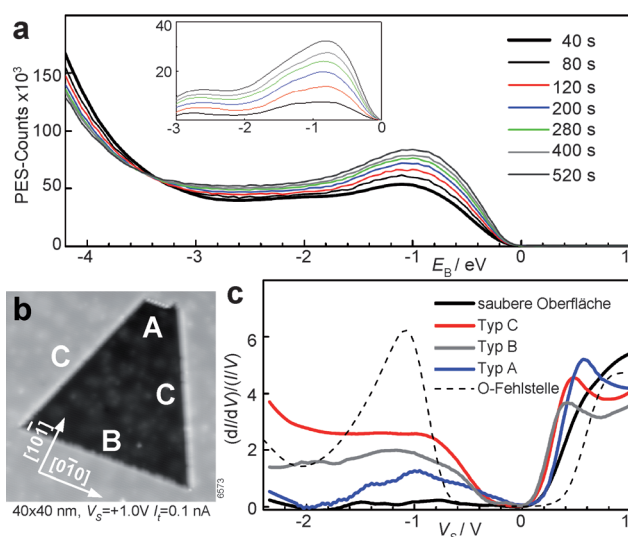 a
PES-Counts x10³
150
100
50
0
40
20
-3 -2 -1 0
40 s
80 s
120 s
200 s
280 s
400 s
520 s
-4 -3 -2 -1 0 1
E_B / eV
b
A
C
C
B
[101̄]
[01̄0]
6573
40x40 nm, V_S=+1.0V I_t=0.1 nA
c
(dI/dV)/(I/V)
6
4
2
0
saubere Oberfläche
Typ C
Typ B
Typ A
O-Fehlstelle
-2 -1 0 1
V_S/ V